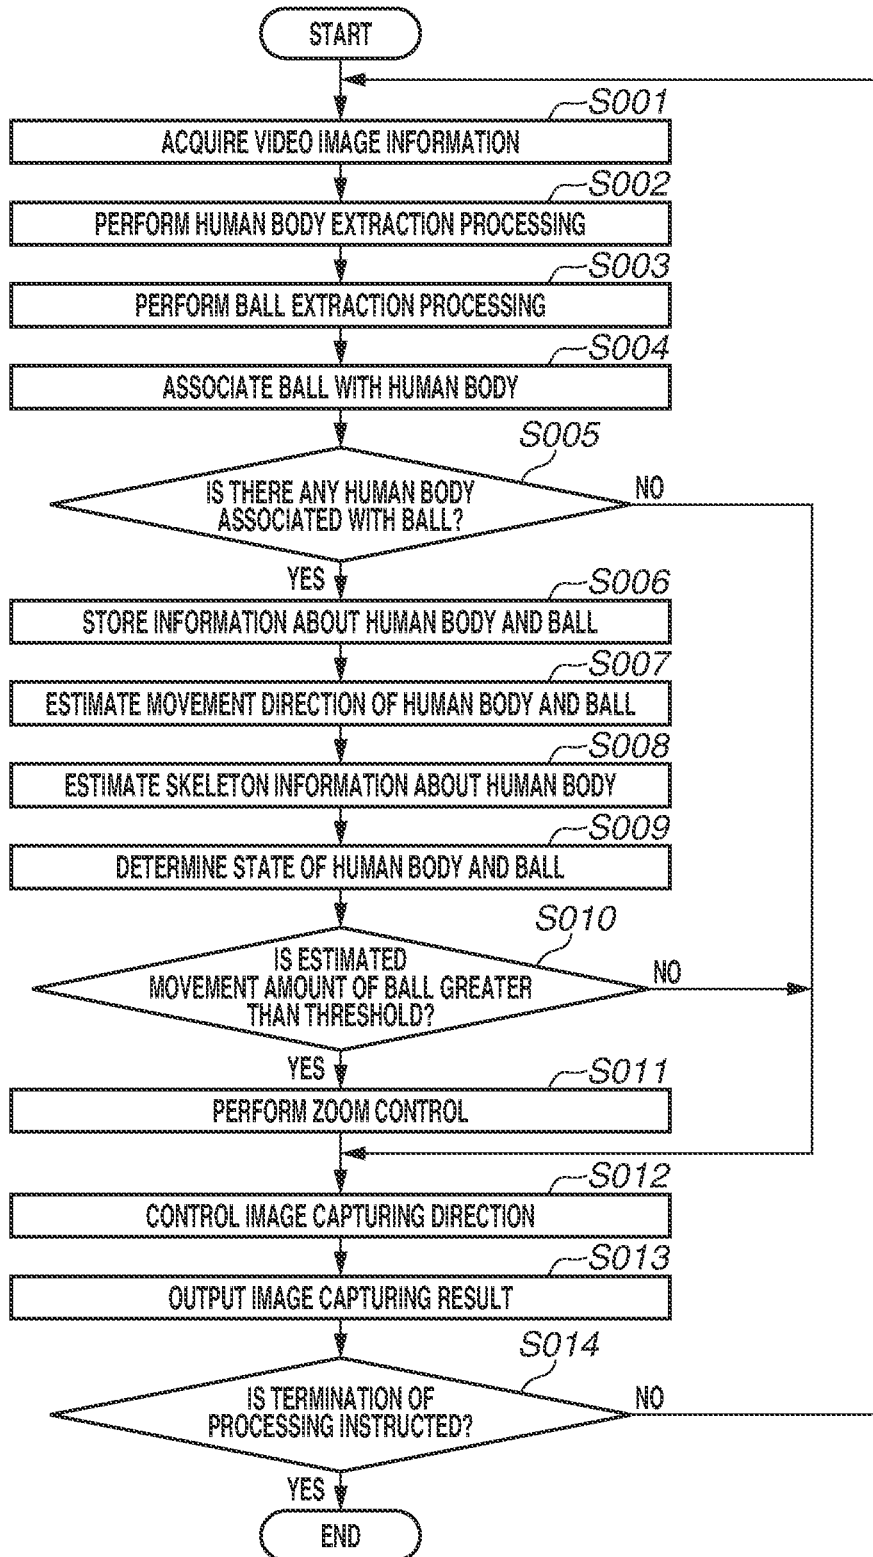 START
S001
ACQUIRE VIDEO IMAGE INFORMATION
S002
PERFORM HUMAN BODY EXTRACTION PROCESSING
S003
PERFORM BALL EXTRACTION PROCESSING
S004
ASSOCIATE BALL WITH HUMAN BODY
S005
IS THERE ANY HUMAN BODY
ASSOCIATED WITH BALL?
NO
YES
S006
STORE INFORMATION ABOUT HUMAN BODY AND BALL
S007
ESTIMATE MOVEMENT DIRECTION OF HUMAN BODY AND BALL
S008
ESTIMATE SKELETON INFORMATION ABOUT HUMAN BODY
S009
DETERMINE STATE OF HUMAN BODY AND BALL
S010
IS ESTIMATED
MOVEMENT AMOUNT OF BALL GREATER
THAN THRESHOLD?
NO
YES
S011
PERFORM ZOOM CONTROL
S012
CONTROL IMAGE CAPTURING DIRECTION
S013
OUTPUT IMAGE CAPTURING RESULT
S014
IS TERMINATION OF
PROCESSING INSTRUCTED?
NO
YES
END